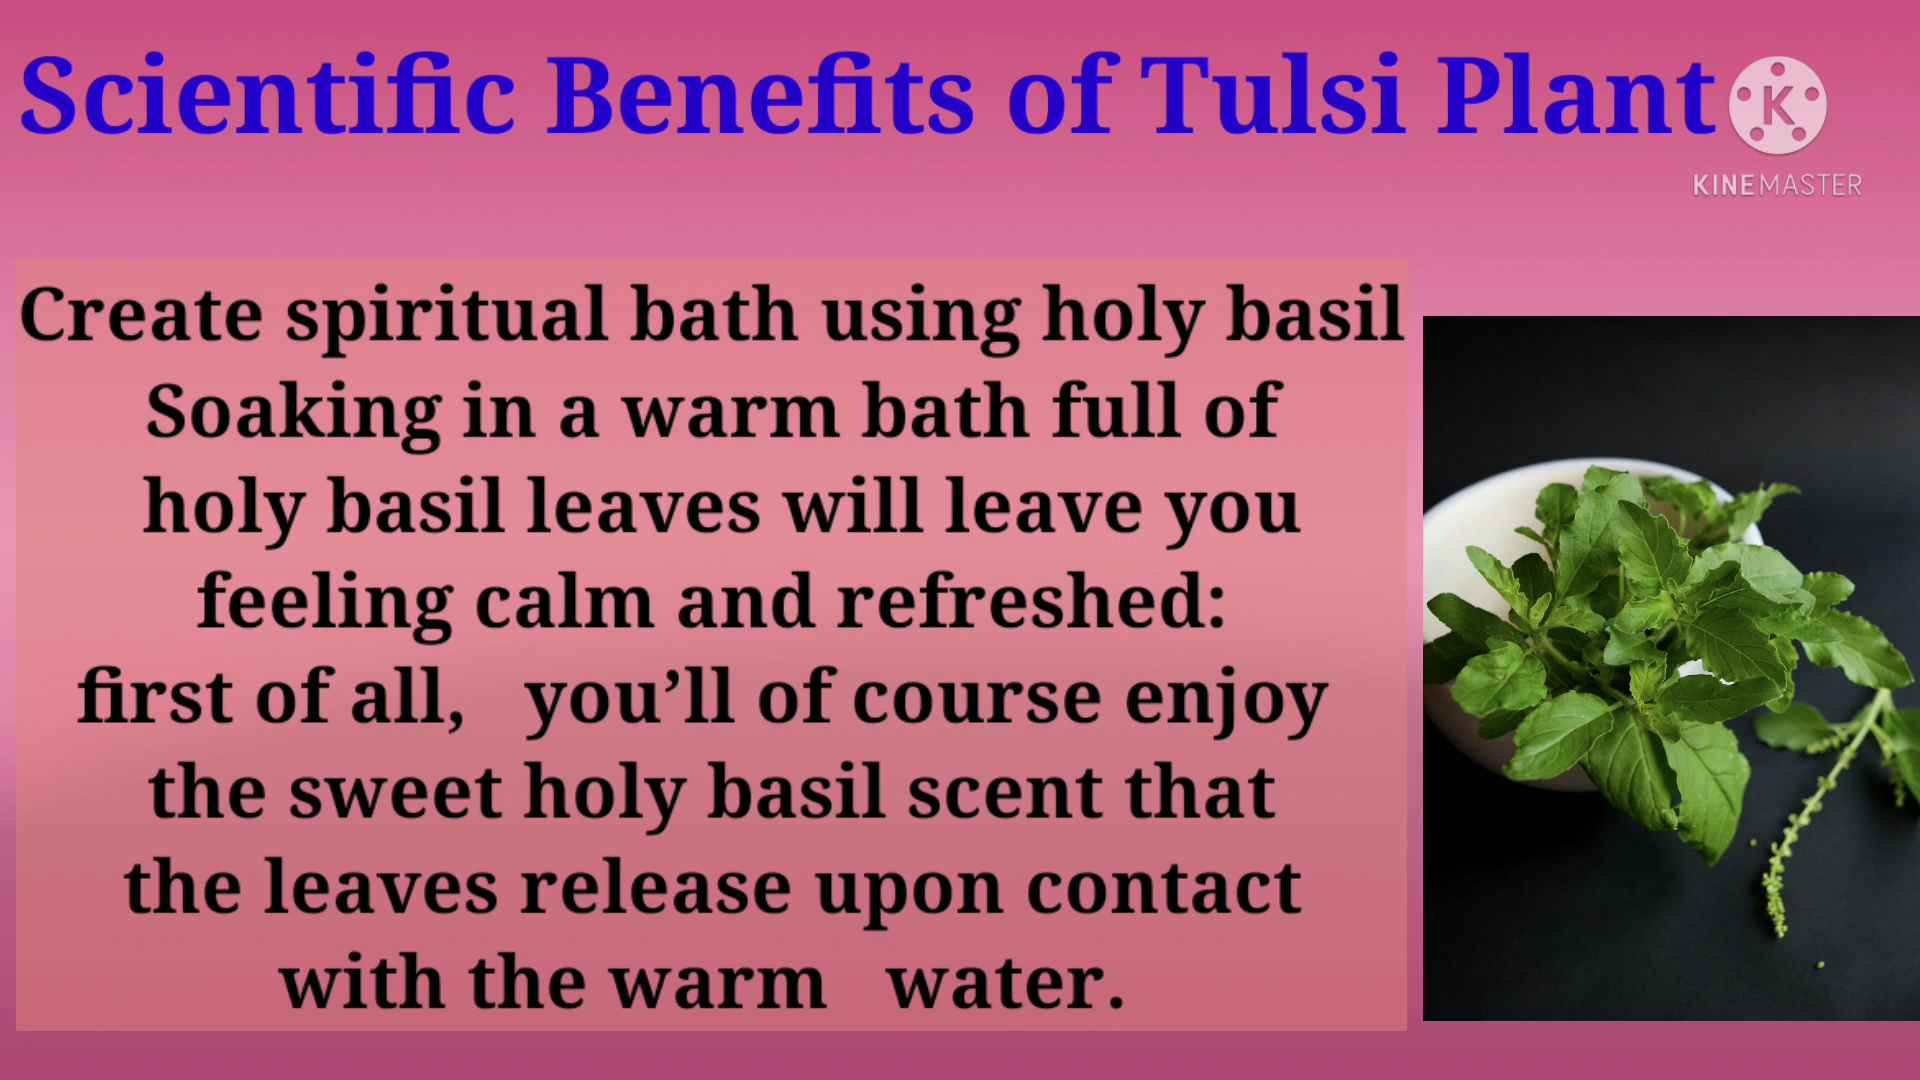 Scientific Benefits of Tulsi Plant
K
KINEMASTER
Create spiritual bath using holy basil
Soaking in a warm bath full of
holy basil leaves will leave you
feeling calm and refreshed:
first of all, you’ll of course enjoy
the sweet holy basil scent that
the leaves release upon contact
with the warm water.